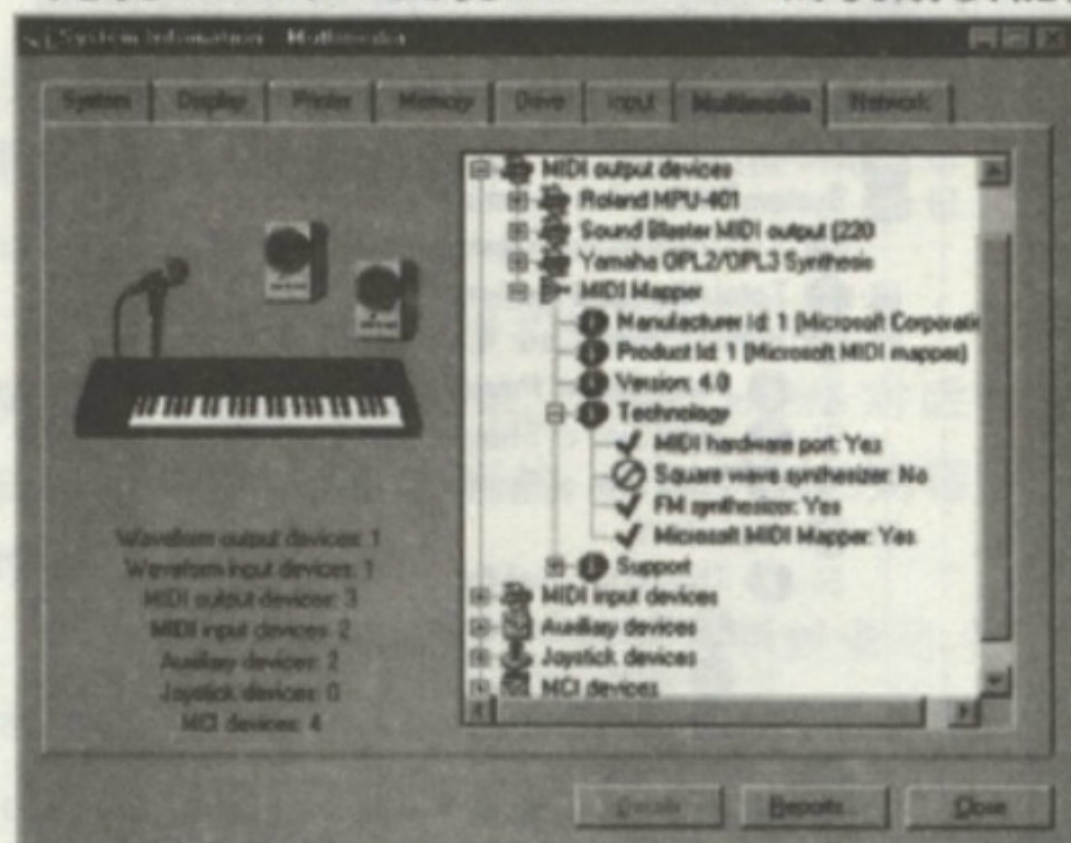 System Information - Multimedia
System Display Printer Memory Drive Input Multimedia Network
MIDI output devices
Roland MPU-401
Sound Blaster MIDI output (220
Yamaha OPL2/OPL3 Synthesis
MIDI Mapper
Manufacturer Id: 1 (Microsoft Corporatio
Product Id: 1 (Microsoft MIDI mapper)
Version: 4.0
Technology
MIDI hardware port: Yes
Square wave synthesizer: No
FM synthesizer: Yes
Microsoft MIDI Mapper: Yes
Support
MIDI input devices
Auxiliary devices
Joystick devices
MCI devices
Waveform output devices: 1
Waveform input devices: 1
MIDI output devices: 3
MIDI input devices: 2
Auxiliary devices: 2
Joystick devices: 0
MCI devices: 4
Details Reports... Close